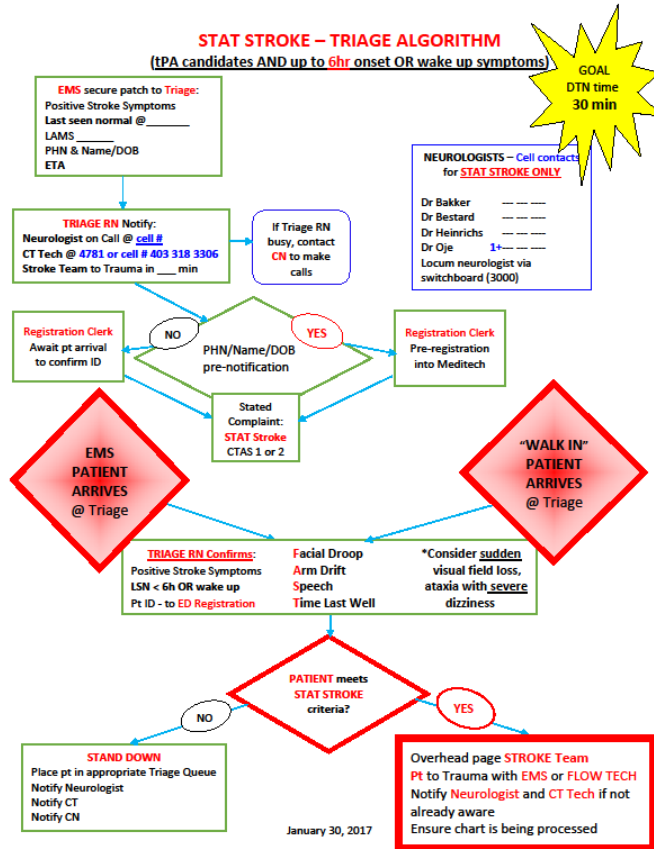 STAT STROKE – TRIAGE ALGORITHM
(tPA candidates AND up to 6hr onset OR wake up symptoms)
GOAL
DTN time
30 min
EMS secure patch to Triage:
Positive Stroke Symptoms
Last seen normal @________
LAMS _______
PHN & Name/DOB
ETA
NEUROLOGISTS – Cell contacts
for STAT STROKE ONLY
Dr Bakker --- --- ----
Dr Bestard --- --- ----
Dr Heinrichs --- --- ----
Dr Oje 1+--- --- ----
Locum neurologist via
switchboard (3000)
TRIAGE RN Notify:
Neurologist on Call @ cell #
CT Tech @ 4781 or cell # 403 318 3306
Stroke Team to Trauma in ___ min
If Triage RN
busy, contact
CN to make
calls
NO
YES
Registration Clerk
Await pt arrival
to confirm ID
PHN/Name/DOB
pre-notification
Registration Clerk
Pre-registration
into Meditech
Stated
Complaint:
STAT Stroke
CTAS 1 or 2
EMS
PATIENT
ARRIVES
@ Triage
“WALK IN”
PATIENT
ARRIVES
@ Triage
TRIAGE RN Confirms:
Positive Stroke Symptoms
LSN < 6h OR wake up
Pt ID - to ED Registration
Facial Droop
Arm Drift
Speech
Time Last Well
*Consider sudden
visual field loss,
ataxia with severe
dizziness
PATIENT meets
STAT STROKE
criteria?
NO
YES
STAND DOWN
Place pt in appropriate Triage Queue
Notify Neurologist
Notify CT
Notify CN
Overhead page STROKE Team
Pt to Trauma with EMS or FLOW TECH
Notify Neurologist and CT Tech if not
already aware
Ensure chart is being processed
January 30, 2017